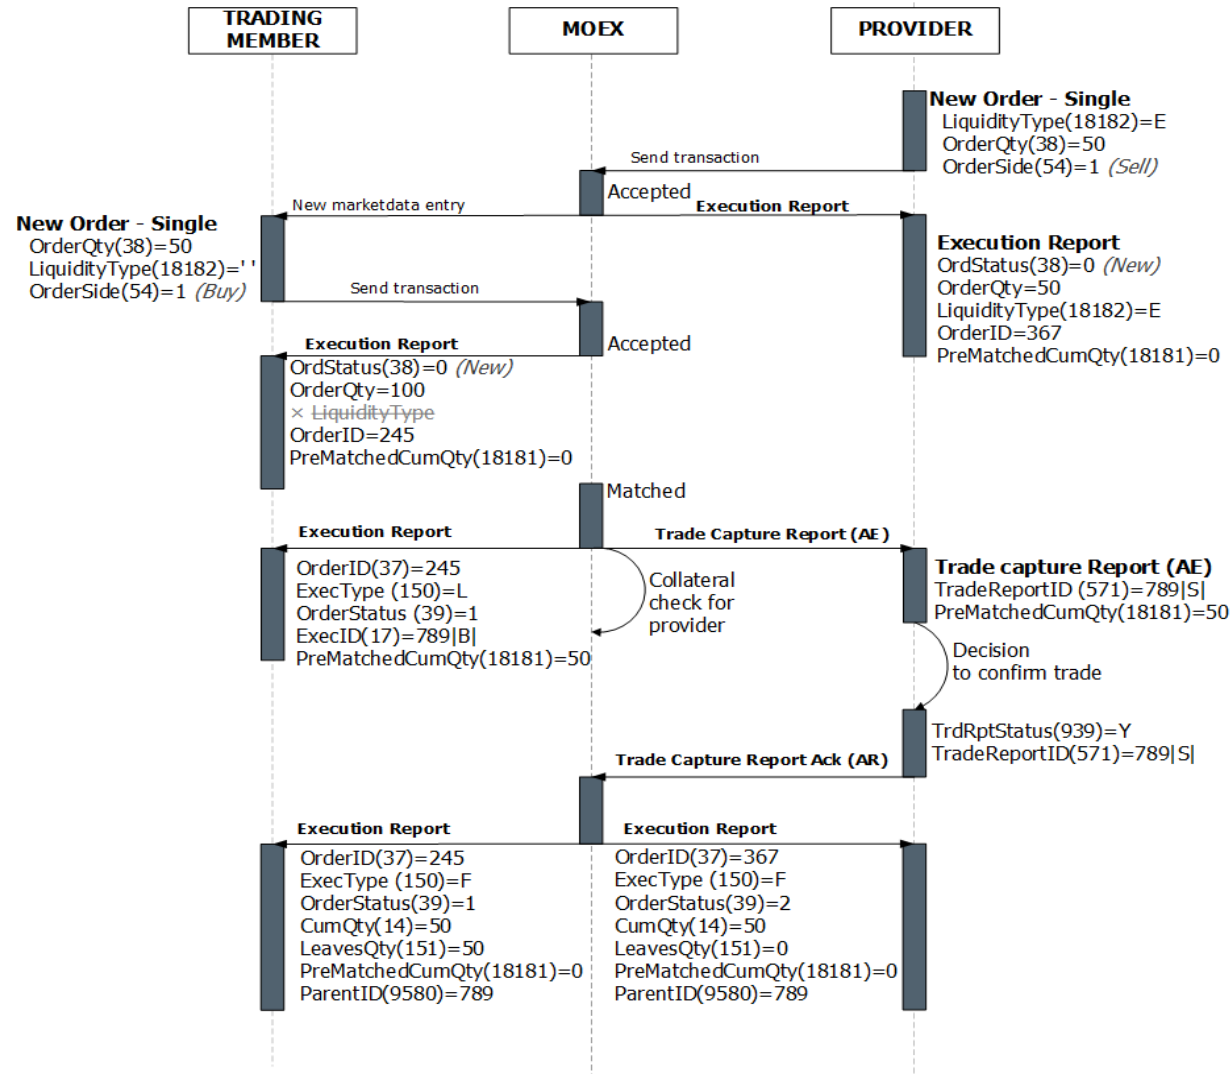 TRADING
MEMBER
MOEX
PROVIDER
New Order - Single
LiquidityType(18182)=E
OrderQty(38)=50
OrderSide(54)=1 (Sell)
Send transaction
Accepted
New marketdata entry
Execution Report
New Order - Single
OrderQty(38)=50
LiquidityType(18182)=' '
OrderSide(54)=1 (Buy)
Execution Report
OrdStatus(38)=0 (New)
OrderQty=50
LiquidityType(18182)=E
OrderID=367
PreMatchedCumQty(18181)=0
Send transaction
Accepted
Execution Report
OrdStatus(38)=0 (New)
OrderQty=100
× LiquidityType
OrderID=245
PreMatchedCumQty(18181)=0
Matched
Execution Report
Trade Capture Report (AE)
OrderID(37)=245
ExecType (150)=L
OrderStatus (39)=1
ExecID(17)=789|B|
PreMatchedCumQty(18181)=50
Collateral
check for
provider
Trade capture Report (AE)
TradeReportID (571)=789|S|
PreMatchedCumQty(18181)=50
Decision
to confirm trade
TrdRptStatus(939)=Y
TradeReportID(571)=789|S|
Trade Capture Report Ack (AR)
Execution Report
Execution Report
OrderID(37)=245
ExecType (150)=F
OrderStatus(39)=1
CumQty(14)=50
LeavesQty(151)=50
PreMatchedCumQty(18181)=0
ParentID(9580)=789
OrderID(37)=367
ExecType (150)=F
OrderStatus(39)=2
CumQty(14)=50
LeavesQty(151)=0
PreMatchedCumQty(18181)=0
ParentID(9580)=789